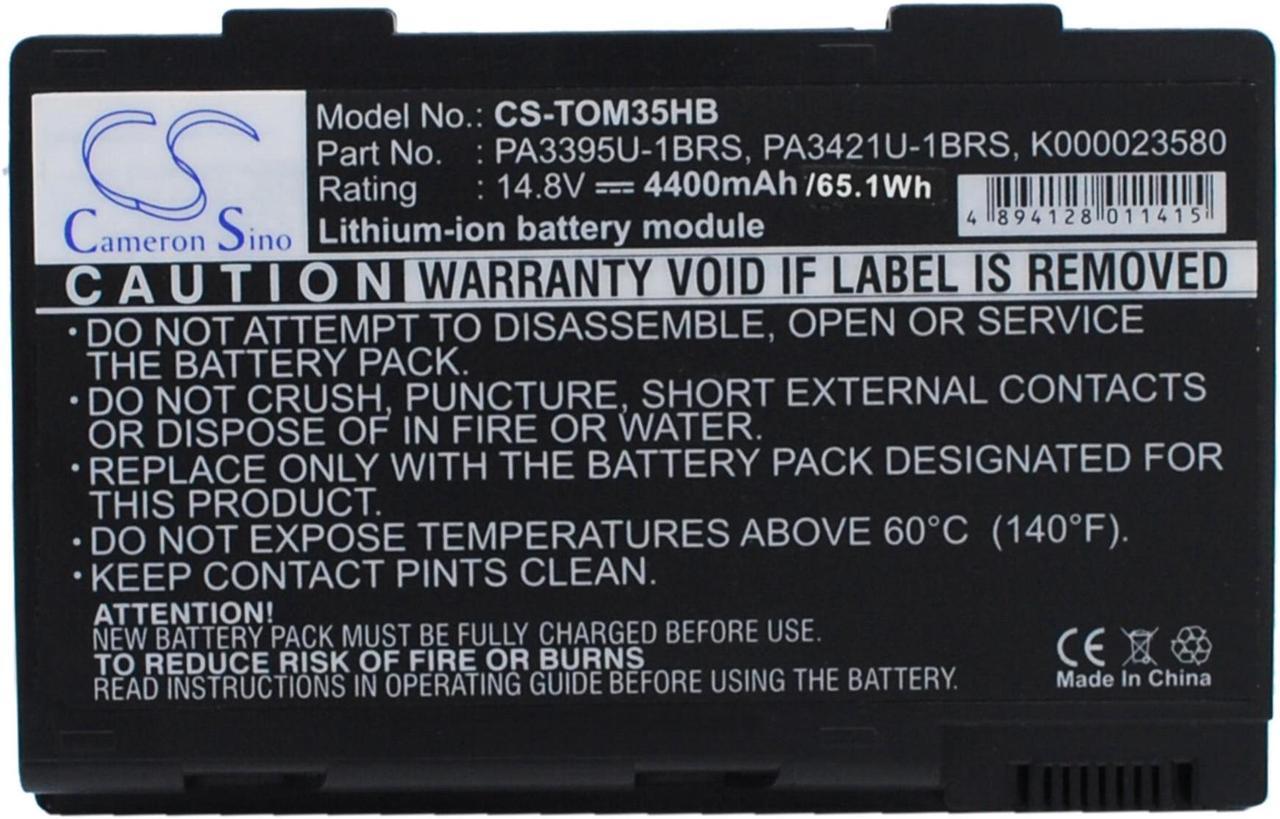 CS
Cameron Sino
Model No.: CS-TOM35HB
Part No. : PA3395U-1BRS, PA3421U-1BRS, K000023580
Rating : 14.8V ⎓ 4400mAh /65.1Wh
Lithium-ion battery module
4 894128 011415
CAUTION WARRANTY VOID IF LABEL IS REMOVED
• DO NOT ATTEMPT TO DISASSEMBLE, OPEN OR SERVICE
THE BATTERY PACK.
• DO NOT CRUSH, PUNCTURE, SHORT EXTERNAL CONTACTS
OR DISPOSE OF IN FIRE OR WATER.
• REPLACE ONLY WITH THE BATTERY PACK DESIGNATED FOR
THIS PRODUCT.
• DO NOT EXPOSE TEMPERATURES ABOVE 60°C (140°F).
• KEEP CONTACT PINTS CLEAN.
ATTENTION!
NEW BATTERY PACK MUST BE FULLY CHARGED BEFORE USE.
TO REDUCE RISK OF FIRE OR BURNS
READ INSTRUCTIONS IN OPERATING GUIDE BEFORE USING THE BATTERY.
CE
Made In China